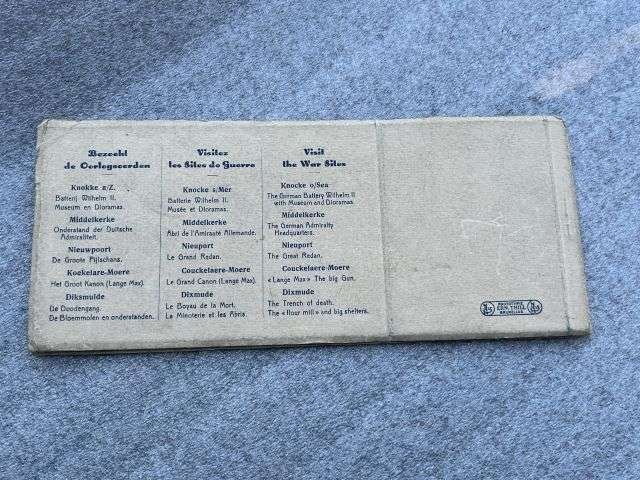 Bezoekt
de Oorlogsoorden
Knokke a/Z.
Batterij Wilhelm II.
Museum en Dioramas.
Middelkerke
Onderstand der Duitsche
Admiraliteit.
Nieuwpoort
De Groote Pijlschans.
Koekelare-Moere
Het Groot Kanon (Lange Max).
Diksmuide
De Doodengang.
De Bloemmolen en onderstanden.
Visitez
les Sites de Guerre
Knocke s/Mer
Batterie Wilhelm II.
Musée et Dioramas.
Middelkerke
Abri de l'Amirauté Allemande.
Nieuport
Le Grand Redan.
Couckelaere-Moere
Le Grand Canon (Lange Max).
Dixmude
Le Boyau de la Mort.
La Minoterie et les Abris.
Visit
the War Sites
Knocke o/Sea
The German Battery Wilhelm II
with Museum and Dioramas.
Middelkerke
The German Admiralty
Headquarters.
Nieuport
The Great Redan.
Couckelaere-Moere
«Lange Max» The big Gun.
Dixmude
The Trench of death.
The «flour mill» and big shelters.
ERN. THILL
BRUXELLES